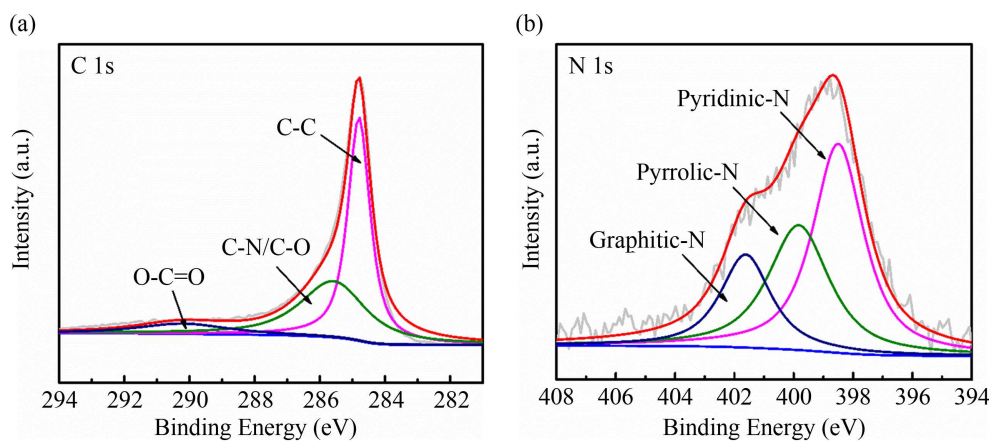 (a)
C 1s
C-C
C-N/C-O
O-C=O
Intensity (a.u.)
294 292 290 288 286 284 282
Binding Energy (eV)
(b)
N 1s
Pyridinic-N
Pyrrolic-N
Graphitic-N
Intensity (a.u.)
408 406 404 402 400 398 396 394
Binding Energy (eV)